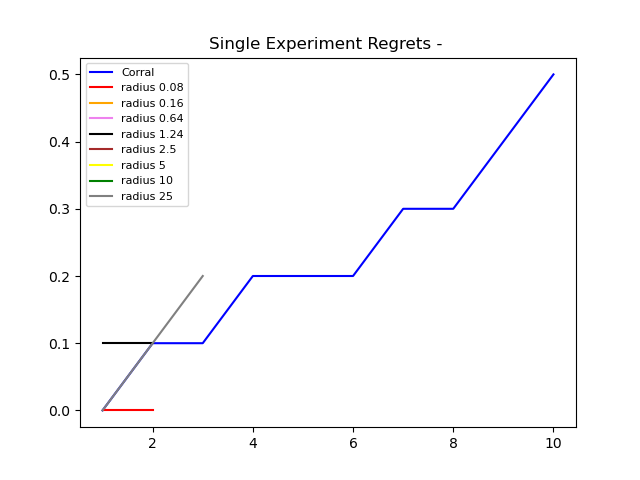 Single Experiment Regrets -
Corral
radius 0.08
radius 0.16
radius 0.64
radius 1.24
radius 2.5
radius 5
radius 10
radius 25
0.5
0.4
0.3
0.2
0.1
0.0
2 4 6 8 10